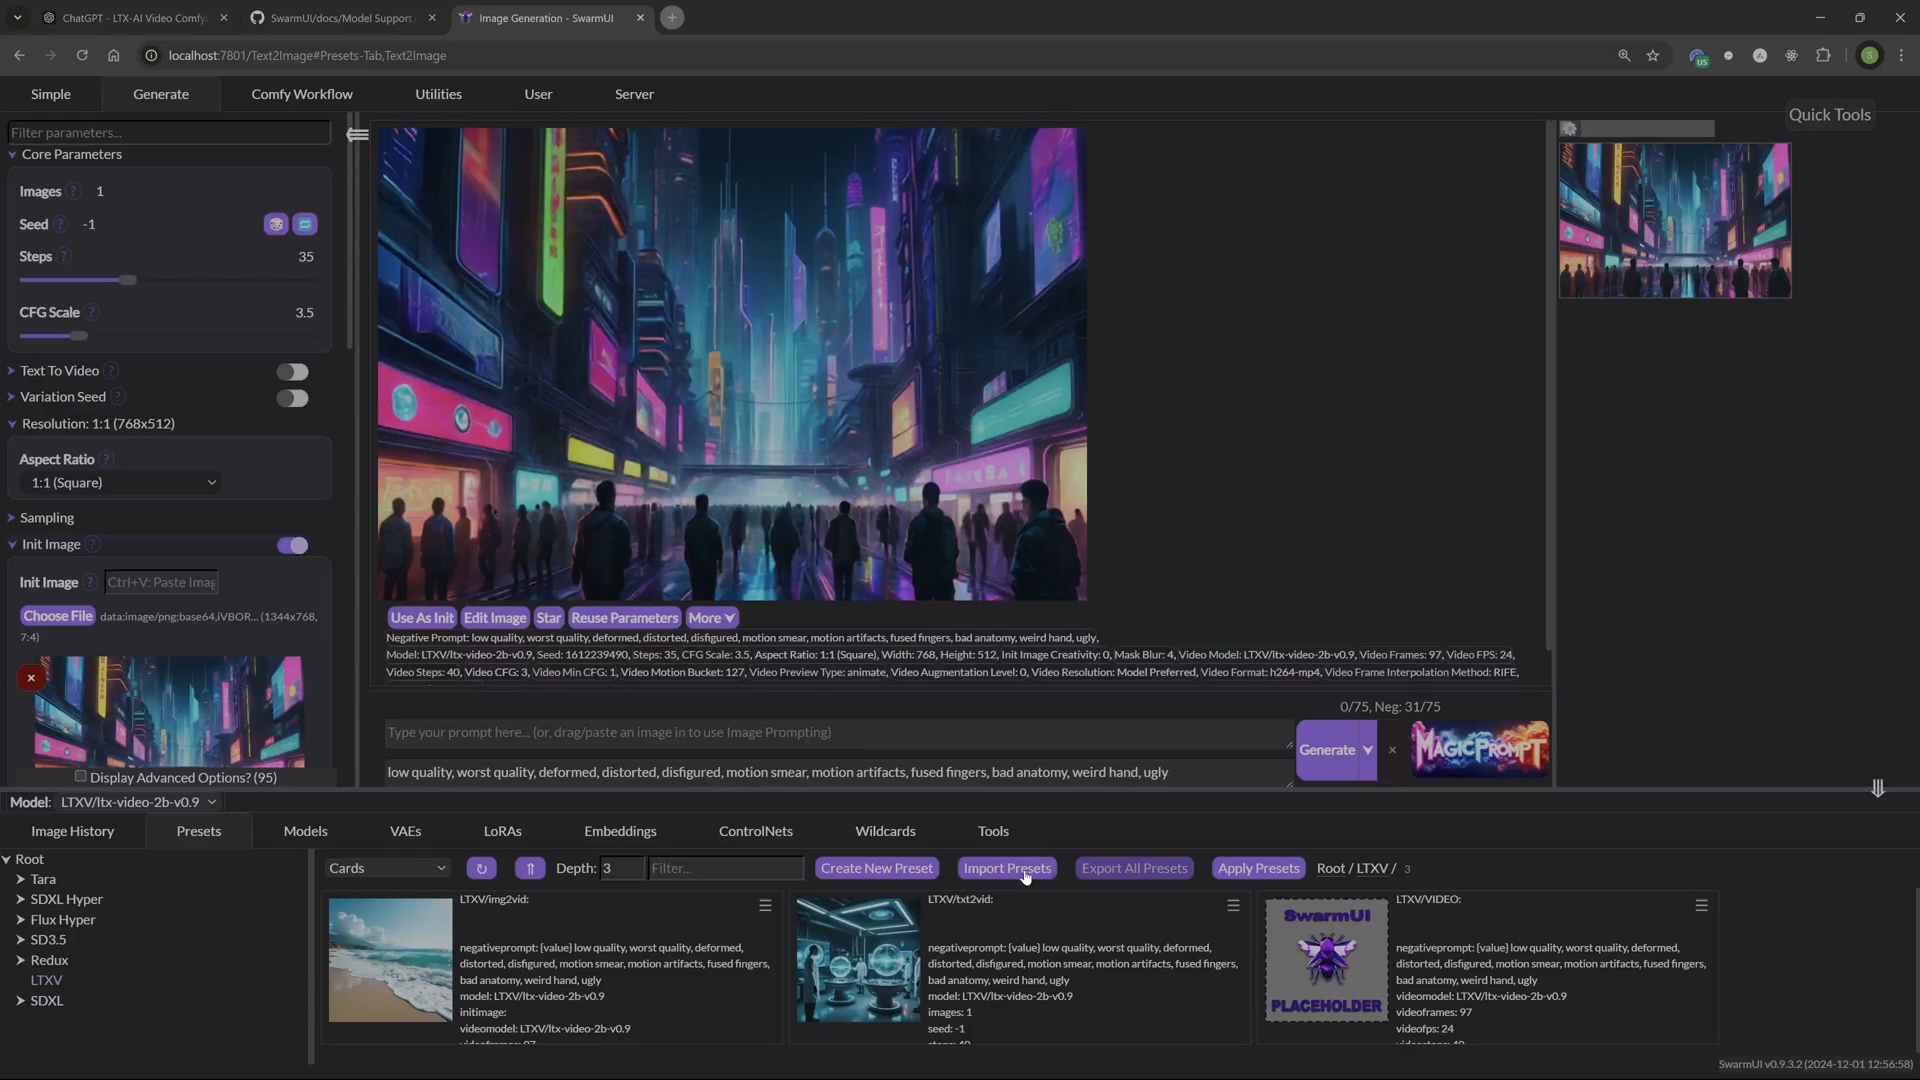 ChatGPT - LTX-AI Video Comfy
SwarmUI/docs/Model Support
Image Generation - SwarmUI
localhost:7801/Text2Image#Presets-Tab,Text2Image
US
S
Simple
Generate
Comfy Workflow
Utilities
User
Server
Quick Tools
Filter parameters...
Core Parameters
Images ? 1
Seed ? -1
Steps ? 35
CFG Scale ? 3.5
Text To Video ?
Variation Seed ?
Resolution: 1:1 (768x512)
Aspect Ratio ?
1:1 (Square)
Sampling
Init Image ?
Init Image ? Ctrl+V: Paste Imag
Choose File data:image/png;base64,iVBOR... (1344x768,
7:4)
Display Advanced Options? (95)
Use As Init
Edit Image
Star
Reuse Parameters
More
Negative Prompt: low quality, worst quality, deformed, distorted, disfigured, motion smear, motion artifacts, fused fingers, bad anatomy, weird hand, ugly,
Model: LTXV/ltx-video-2b-v0.9, Seed: 1612239490, Steps: 35, CFG Scale: 3.5, Aspect Ratio: 1:1 (Square), Width: 768, Height: 512, Init Image Creativity: 0, Mask Blur: 4, Video Model: LTXV/ltx-video-2b-v0.9, Video Frames: 97, Video FPS: 24,
Video Steps: 40, Video CFG: 3, Video Min CFG: 1, Video Motion Bucket: 127, Video Preview Type: animate, Video Augmentation Level: 0, Video Resolution: Model Preferred, Video Format: h264-mp4, Video Frame Interpolation Method: RIFE,
0/75, Neg: 31/75
Type your prompt here... (or, drag/paste an image in to use Image Prompting)
low quality, worst quality, deformed, distorted, disfigured, motion smear, motion artifacts, fused fingers, bad anatomy, weird hand, ugly
Generate
×
MAGICPROMPT
Model: LTXV/ltx-video-2b-v0.9
Image History
Presets
Models
VAEs
LoRAs
Embeddings
ControlNets
Wildcards
Tools
Root
Tara
SDXL Hyper
Flux Hyper
SD3.5
Redux
LTXV
SDXL
Cards
Depth: 3
Filter...
Create New Preset
Import Presets
Export All Presets
Apply Presets
Root / LTXV / 3
LTXV/img2vid:
negativeprompt: {value} low quality, worst quality, deformed,
distorted, disfigured, motion smear, motion artifacts, fused fingers,
bad anatomy, weird hand, ugly
model: LTXV/ltx-video-2b-v0.9
initimage:
videomodel: LTXV/ltx-video-2b-v0.9
LTXV/txt2vid:
negativeprompt: {value} low quality, worst quality, deformed,
distorted, disfigured, motion smear, motion artifacts, fused fingers,
bad anatomy, weird hand, ugly
model: LTXV/ltx-video-2b-v0.9
images: 1
seed: -1
SwarmUI
PLACEHOLDER
LTXV/VIDEO:
negativeprompt: {value} low quality, worst quality, deformed,
distorted, disfigured, motion smear, motion artifacts, fused fingers,
bad anatomy, weird hand, ugly
videomodel: LTXV/ltx-video-2b-v0.9
videoframes: 97
videofps: 24
SwarmUI v0.9.3.2 (2024-12-01 12:56:58)